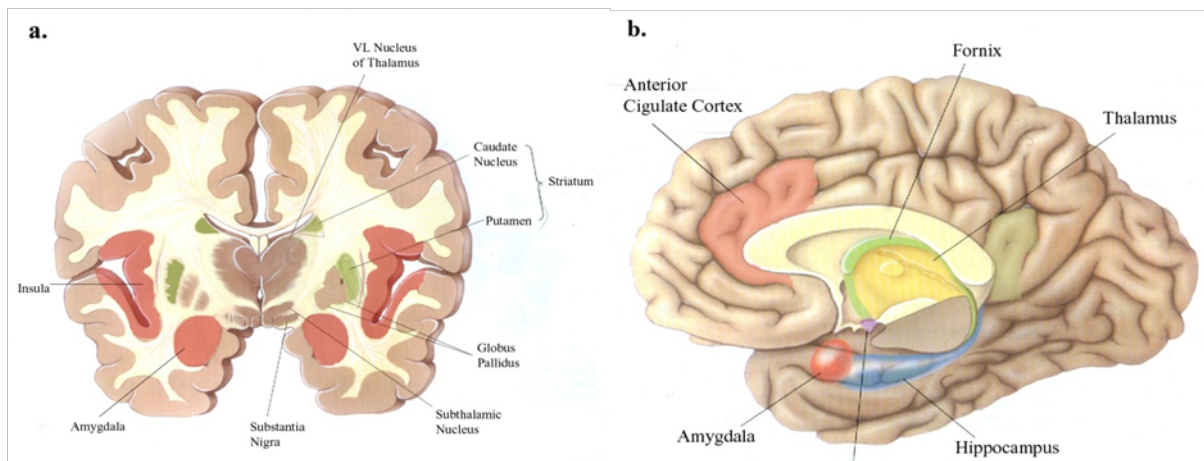 a.
VL Nucleus
of Thalamus
Caudate
Nucleus
Striatum
Putamen
Insula
Globus
Pallidus
Amygdala
Substantia
Nigra
Subthalamic
Nucleus
b.
Fornix
Anterior
Cigulate Cortex
Thalamus
Amygdala
Hippocampus